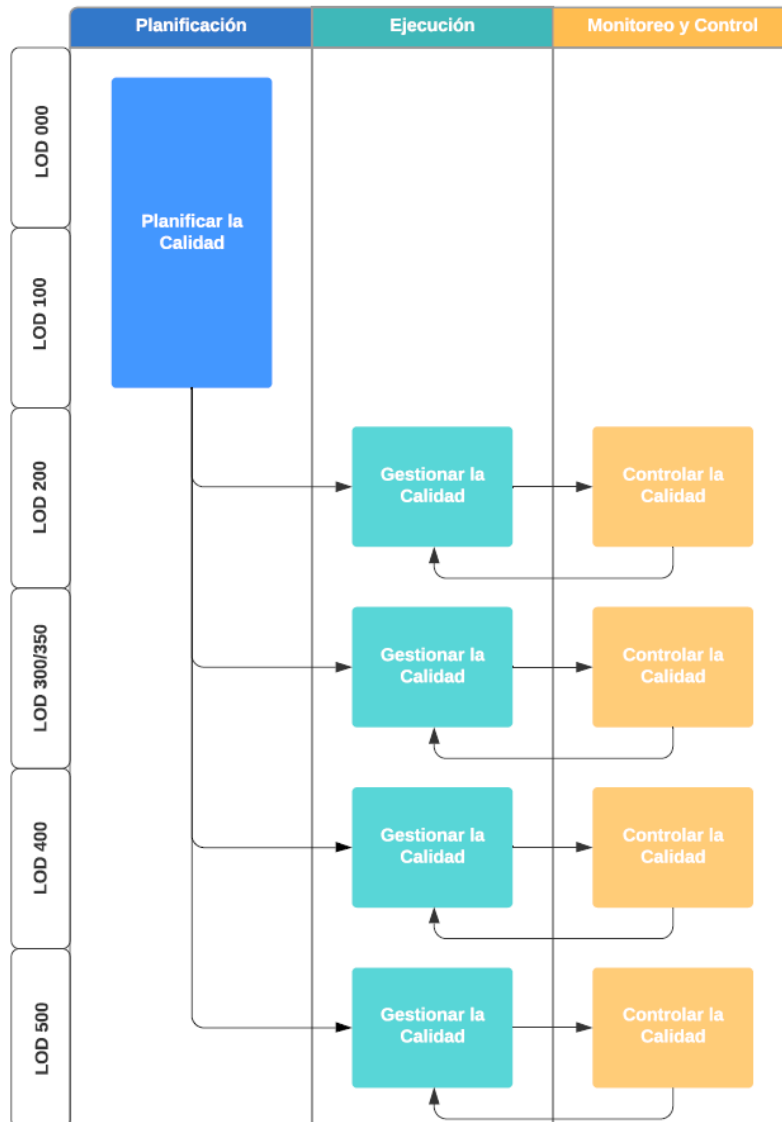 Planificación
Ejecución
Monitoreo y Control
LOD 000
Planificar la
Calidad
LOD 100
LOD 200
Gestionar la
Calidad
Controlar la
Calidad
LOD 300/350
Gestionar la
Calidad
Controlar la
Calidad
LOD 400
Gestionar la
Calidad
Controlar la
Calidad
LOD 500
Gestionar la
Calidad
Controlar la
Calidad